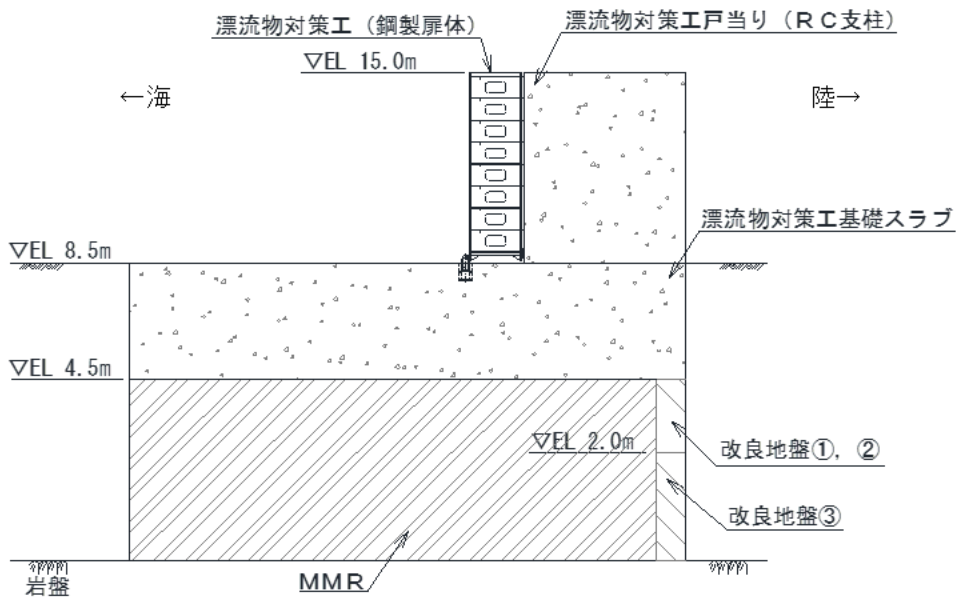 漂流物対策工（鋼製扉体）
漂流物対策工戸当り（ＲＣ支柱）
▽EL 15.0m
←海
陸→
漂流物対策工基礎スラブ
▽EL 8.5m
▽EL 4.5m
▽EL 2.0m
改良地盤①，②
改良地盤③
ＭＭＲ
岩盤